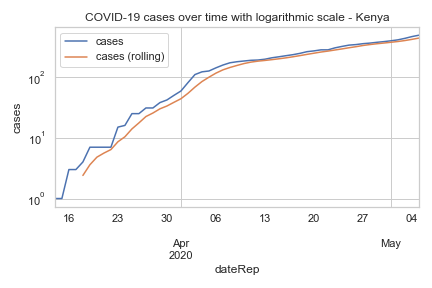 COVID-19 cases over time with logarithmic scale - Kenya
cases
cases (rolling)
cases
10²
10¹
10⁰
16 23 30 06 13 20 27 04
Apr May
2020
dateRep